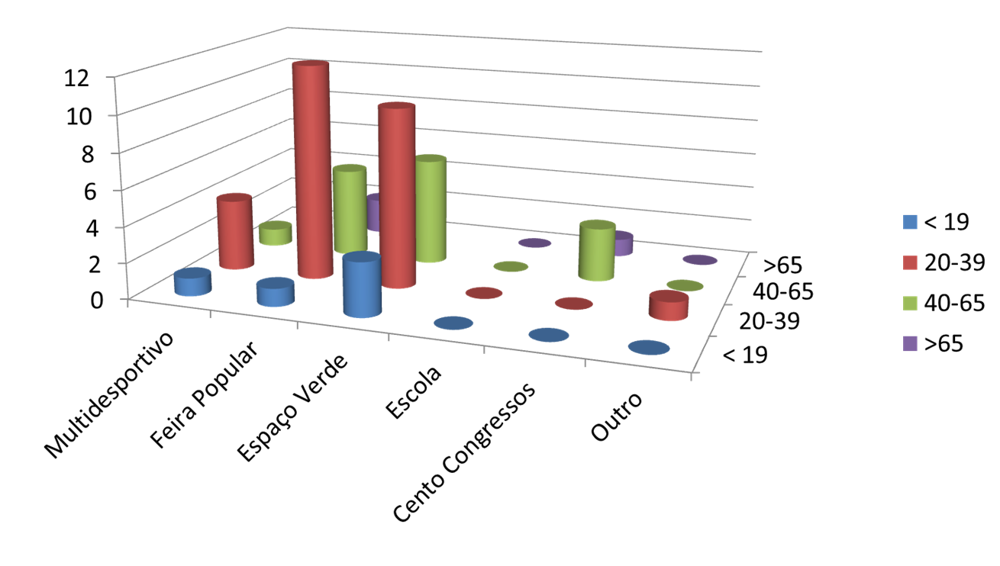 12
10
8
6
4
2
0
Multidesportivo
Feira Popular
Espaço Verde
Escola
Cento Congressos
Outro
>65
40-65
20-39
< 19
< 19
20-39
40-65
>65